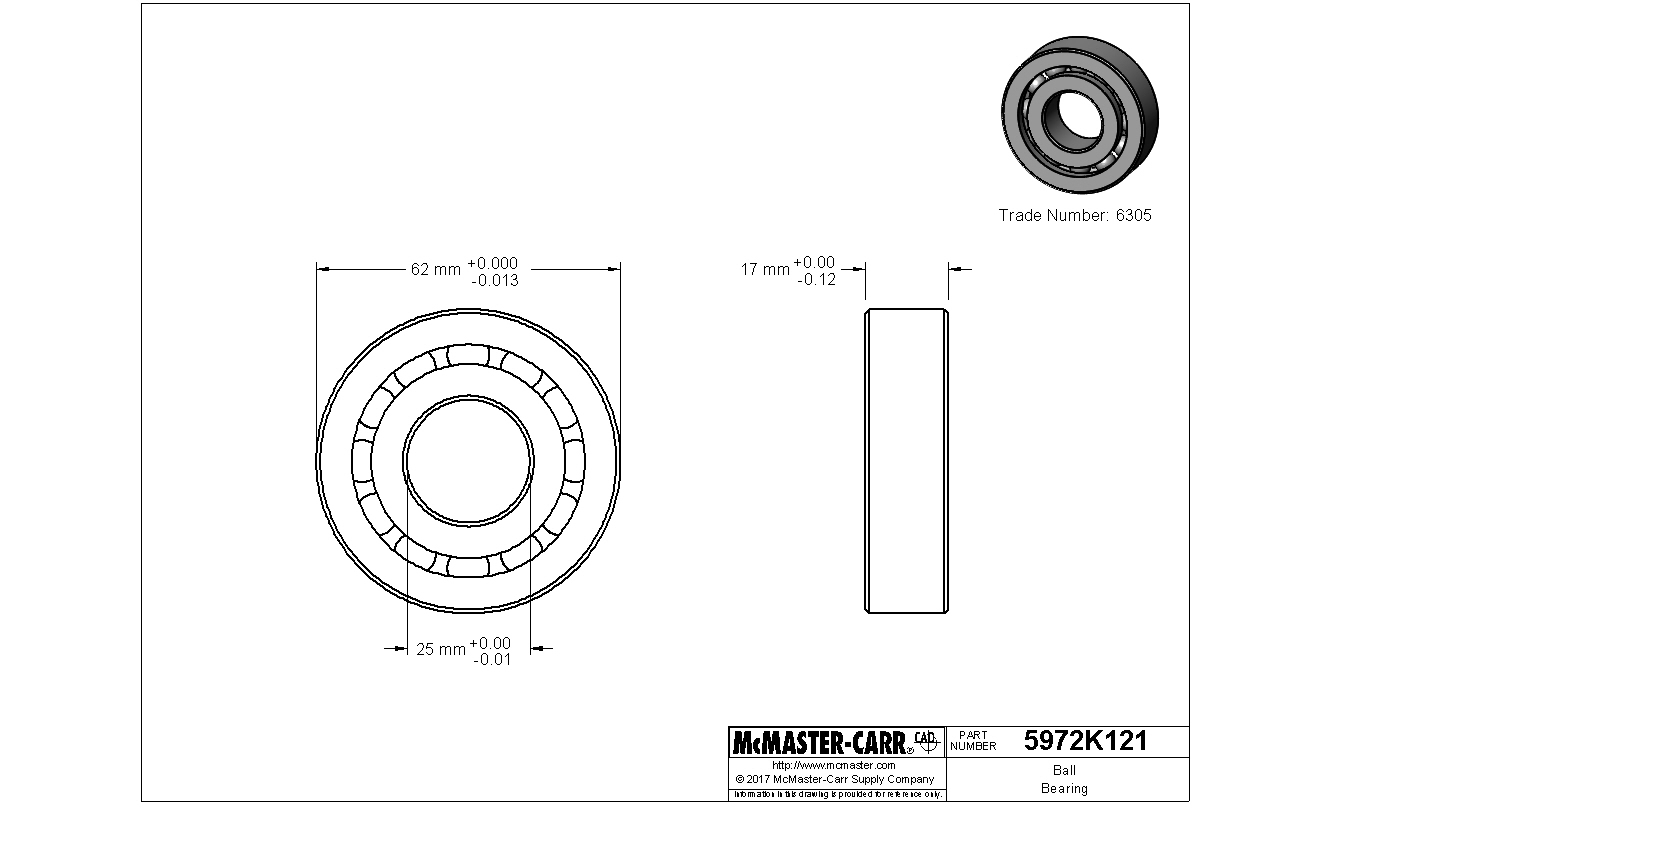 Trade Number: 6305
62 mm +0.000
-0.013
17 mm +0.00
-0.12
25 mm +0.00
-0.01
McMASTER-CARR® CAD
http://www.mcmaster.com
© 2017 McMaster-Carr Supply Company
Information in this drawing is provided for reference only.
PART
NUMBER
5972K121
Ball
Bearing